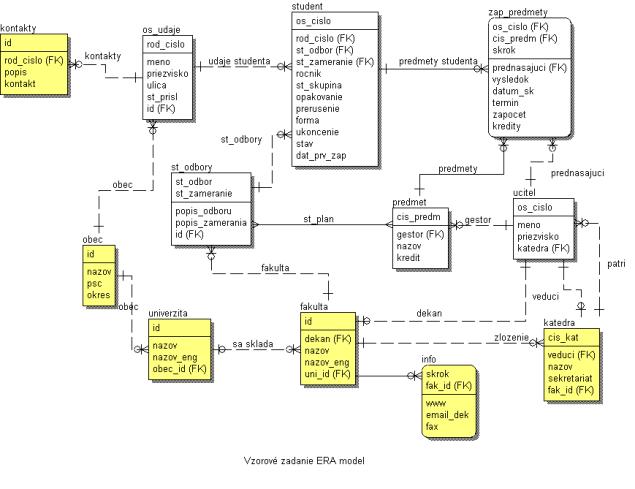 student
os_cislo
rod_cislo (FK)
st_odbor (FK)
st_zameranie (FK)
rocnik
st_skupina
opakovanie
prerusenie
forma
ukoncenie
stav
dat_prv_zap
zap_predmety
os_cislo (FK)
cis_predm (FK)
skrok
prednasajuci (FK)
vysledok
datum_sk
termin
zapocet
kredity
kontakty
id
rod_cislo (FK)
popis
kontakt
kontakty
os_udaje
rod_cislo
meno
priezvisko
ulica
st_prisl
id (FK)
udaje studenta
predmety studenta
st_odbory
st_odbory
st_odbor
st_zameranie
popis_odboru
popis_zamerania
id (FK)
predmety
prednasajuci
obec
st_plan
predmet
cis_predm
gestor (FK)
nazov
kredit
gestor
ucitel
os_cislo
meno
priezvisko
katedra (FK)
patri
obec
id
nazov
psc
okres
obec
fakulta
veduci
univerzita
id
nazov
nazov_eng
obec_id (FK)
sa sklada
fakulta
id
dekan (FK)
nazov
nazov_eng
uni_id (FK)
dekan
zlozenie
katedra
cis_kat
veduci (FK)
nazov
sekretariat
fak_id (FK)
info
skrok
fak_id (FK)
www
email_dek
fax
Vzorové zadanie ERA model